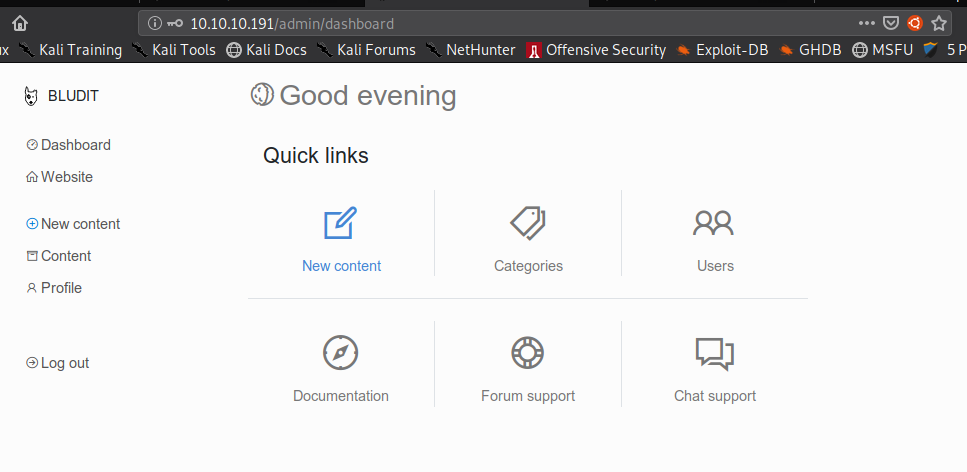 10.10.10.191/admin/dashboard
Kali Training Kali Tools Kali Docs Kali Forums NetHunter Offensive Security Exploit-DB GHDB MSFU 5 P
BLUDIT
Good evening
Dashboard
Quick links
Website
New content
Content
Profile
Log out
New content Categories Users
Documentation Forum support Chat support